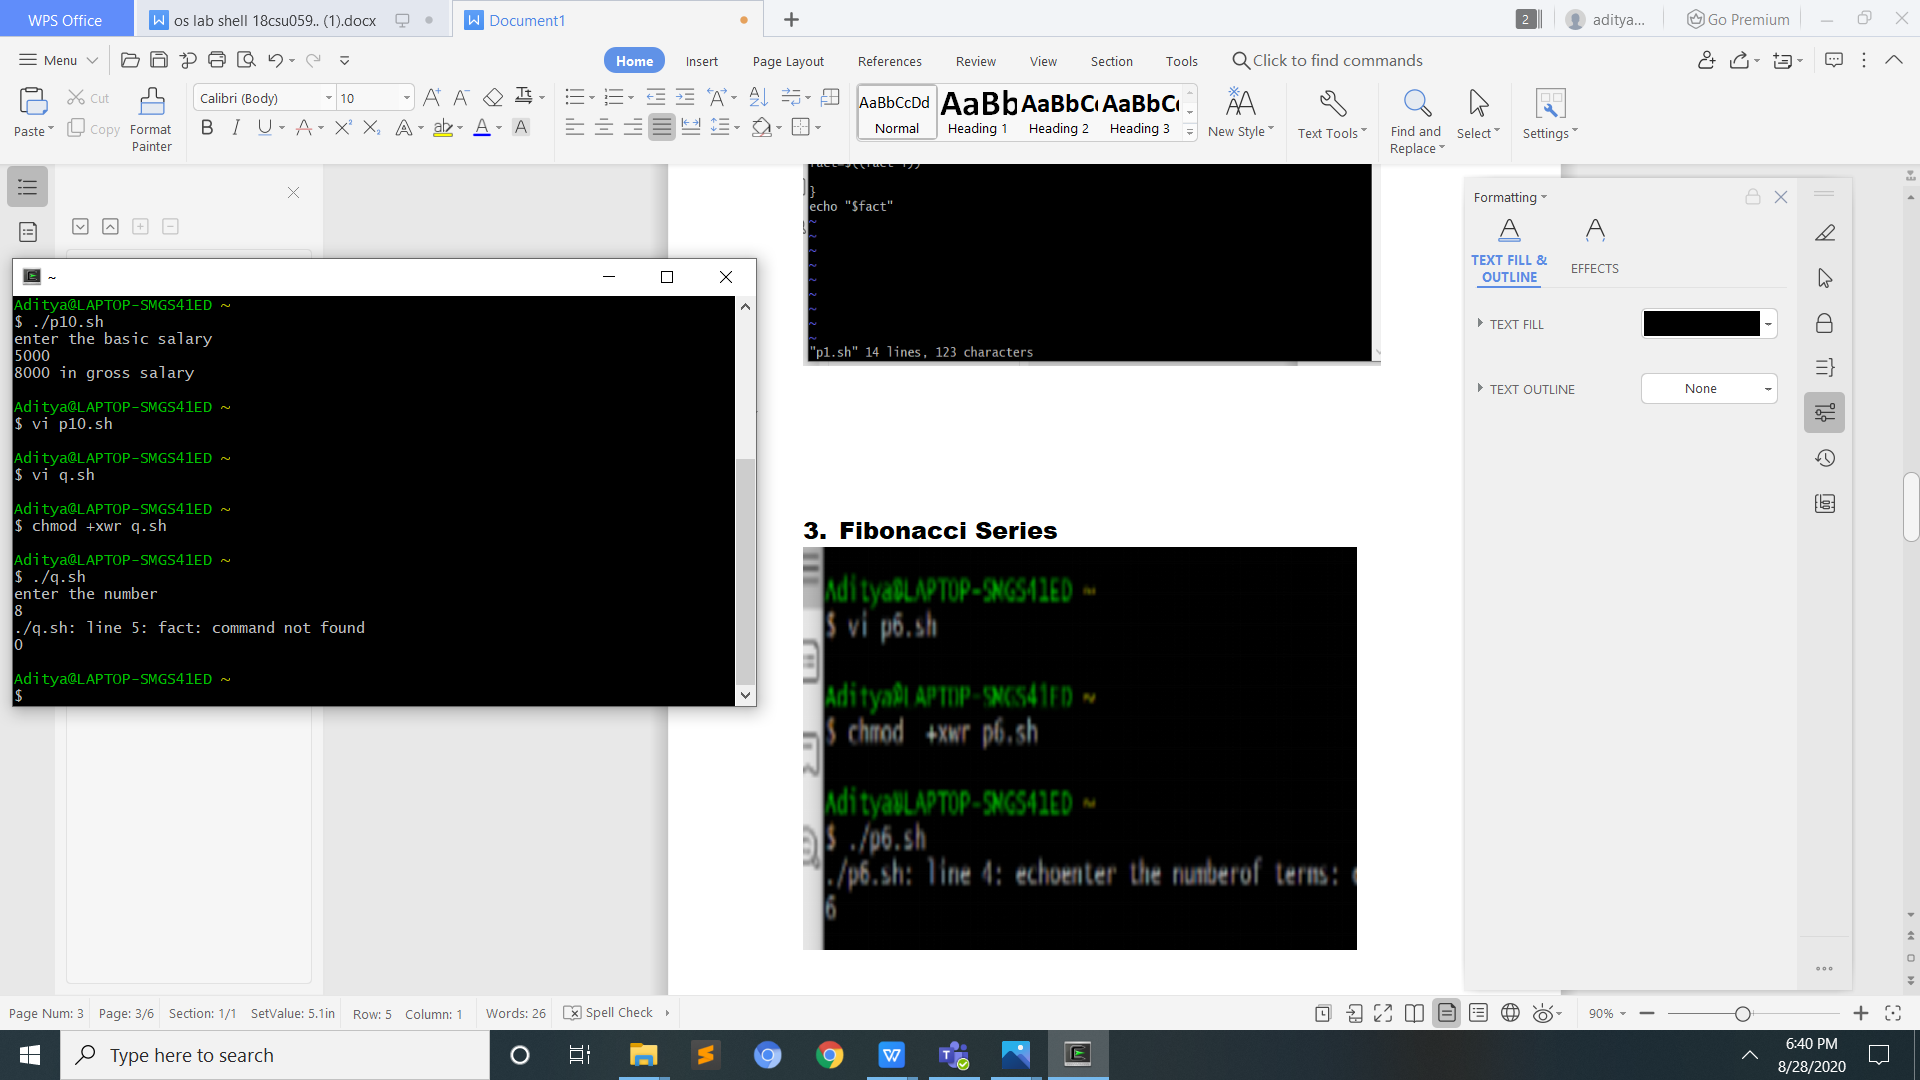 WPS Office
os lab shell 18csu059.. (1).docx
Document1
2
aditya...
Go Premium
Menu
Home
Insert
Page Layout
References
Review
View
Section
Tools
Click to find commands
Paste
Cut
Copy
Format
Painter
Calibri (Body)
10
AaBbCcDd
Normal
AaBb
Heading 1
AaBbC
Heading 2
AaBbC
Heading 3
New Style
Text Tools
Find and
Replace
Select
Settings
}
echo "$fact"
~
~
~
~
~
~
~
~
~
"p1.sh" 14 lines, 123 characters
~
Aditya@LAPTOP-SMGS41ED ~
$ ./p10.sh
enter the basic salary
5000
8000 in gross salary
Aditya@LAPTOP-SMGS41ED ~
$ vi p10.sh
Aditya@LAPTOP-SMGS41ED ~
$ vi q.sh
Aditya@LAPTOP-SMGS41ED ~
$ chmod +xwr q.sh
Aditya@LAPTOP-SMGS41ED ~
$ ./q.sh
enter the number
8
./q.sh: line 5: fact: command not found
0
Aditya@LAPTOP-SMGS41ED ~
$
3. Fibonacci Series
Aditya@LAPTOP-SMGS41ED ~
$ vi p6.sh
Aditya@LAPTOP-SMGS41ED ~
$ chmod  +xwr p6.sh
Aditya@LAPTOP-SMGS41ED ~
$ ./p6.sh
./p6.sh: line 4: echoenter the numberof terms:
6
Formatting
TEXT FILL &
OUTLINE
EFFECTS
TEXT FILL
TEXT OUTLINE
None
Page Num: 3
Page: 3/6
Section: 1/1
SetValue: 5.1in
Row: 5
Column: 1
Words: 26
Spell Check
90%
Type here to search
6:40 PM
8/28/2020